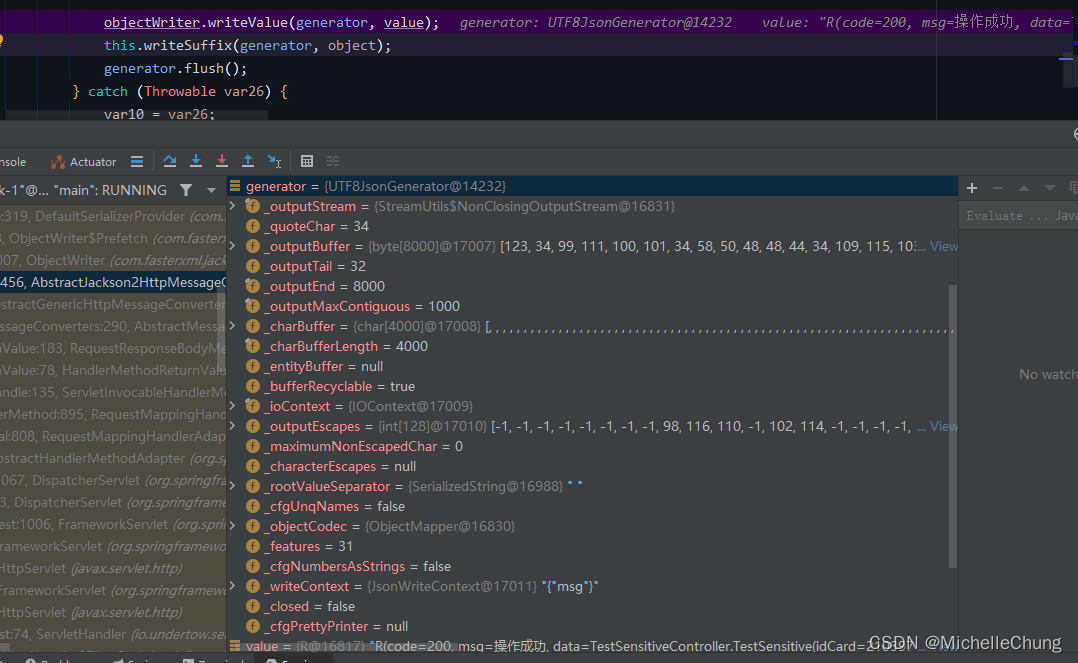 objectWriter.writeValue(generator, value); generator: UTF8JsonGenerator@14232 value: "R(code=200, msg=操作成功, data=
this.writeSuffix(generator, object);
generator.flush();
} catch (Throwable var26) {
var10 = var26;
nsole Actuator
k-1"@... "main": RUNNING
e:319, DefaultSerializerProvider (com.
3, ObjectWriter$Prefetch (com.fasterx
007, ObjectWriter (com.fasterxml.jack
456, AbstractJackson2HttpMessageC
bstractGenericHttpMessageConverter
essageConverters:290, AbstractMessa
nValue:183, RequestResponseBodyMe
nValue:78, HandlerMethodReturnValu
andle:135, ServletInvocableHandlerM
erMethod:895, RequestMappingHand
al:808, RequestMappingHandlerAdap
bstractHandlerMethodAdapter (org.s
067, DispatcherServlet (org.springfram
3, DispatcherServlet (org.springframew
est:1006, FrameworkServlet (org.sprin
FrameworkServlet (org.springframewo
HttpServlet (javax.servlet.http)
FrameworkServlet (org.springframewo
HttpServlet (javax.servlet.http)
st:74, ServletHandler (io.undertow.se
generator = {UTF8JsonGenerator@14232}
_outputStream = {StreamUtils$NonClosingOutputStream@16831}
_quoteChar = 34
_outputBuffer = {byte[8000]@17007} [123, 34, 99, 111, 100, 101, 34, 58, 50, 48, 48, 44, 34, 109, 115, 103... View
_outputTail = 32
_outputEnd = 8000
_outputMaxContiguous = 1000
_charBuffer = {char[4000]@17008} [, , , , , , , , , , , , , , , , , , , , , , , , , , , , , , , , , , , , , , , , , , , , , , , , , , , , , , , , , , ,
_charBufferLength = 4000
_entityBuffer = null
_bufferRecyclable = true
_ioContext = {IOContext@17009}
_outputEscapes = {int[128]@17010} [-1, -1, -1, -1, -1, -1, -1, -1, 98, 116, 110, -1, 102, 114, -1, -1, -1, -1, ... View
_maximumNonEscapedChar = 0
_characterEscapes = null
_rootValueSeparator = {SerializedString@16988} " "
_cfgUnqNames = false
_objectCodec = {ObjectMapper@16830}
_features = 31
_cfgNumbersAsStrings = false
_writeContext = {JsonWriteContext@17011} "{"msg"}"
_closed = false
_cfgPrettyPrinter = null
value = {R@16817} "R(code=200, msg=操作成功, data=TestSensitiveController.TestSensitive(idCard=21035
Evaluate ... Java
No watch
CSDN @MichelleChung